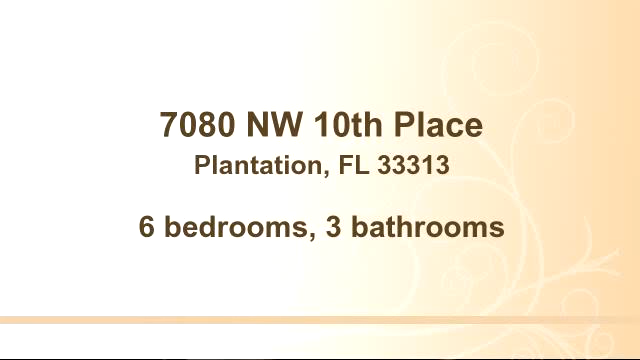 7080 NW 10th Place
Plantation, FL 33313
6 bedrooms, 3 bathrooms